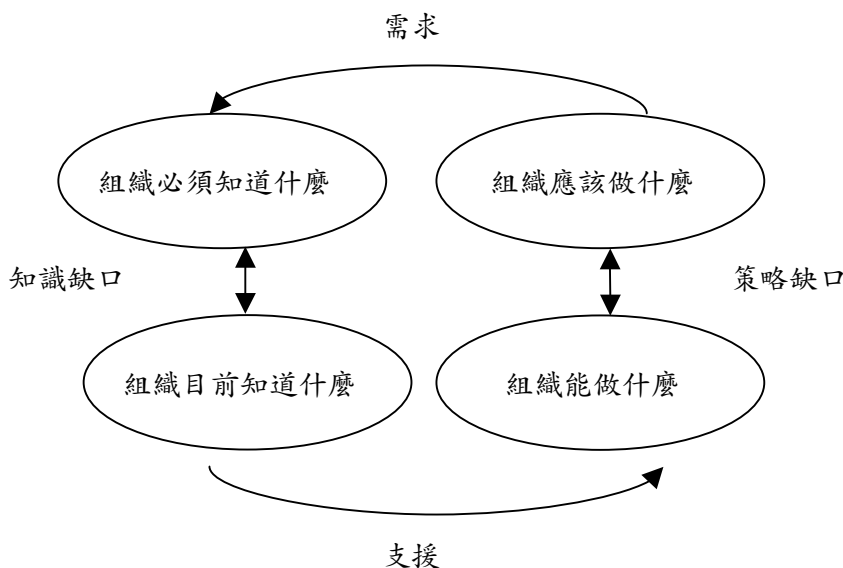 需求
組織必須知道什麼
組織應該做什麼
知識缺口
策略缺口
組織目前知道什麼
組織能做什麼
支援